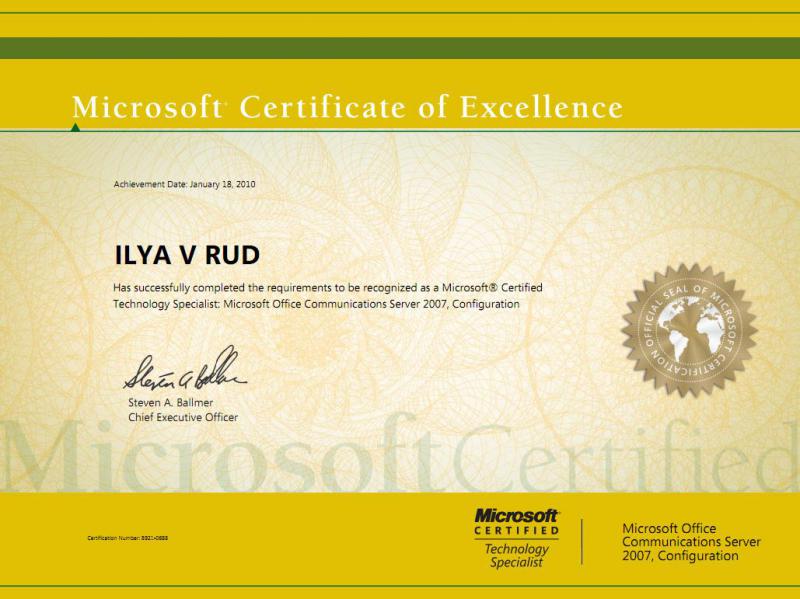 Microsoft Certificate of Excellence
Achievement Date: January 18, 2010
ILYA V RUD
Has successfully completed the requirements to be recognized as a Microsoft® Certified
Technology Specialist: Microsoft Office Communications Server 2007, Configuration
OFFICIAL SEAL OF MICROSOFT CERTIFICATION
Steven A. Ballmer
Steven A. Ballmer
Chief Executive Officer
Microsoft Certified
Certification Number:
Microsoft
CERTIFIED
Technology
Specialist
Microsoft Office
Communications Server
2007, Configuration